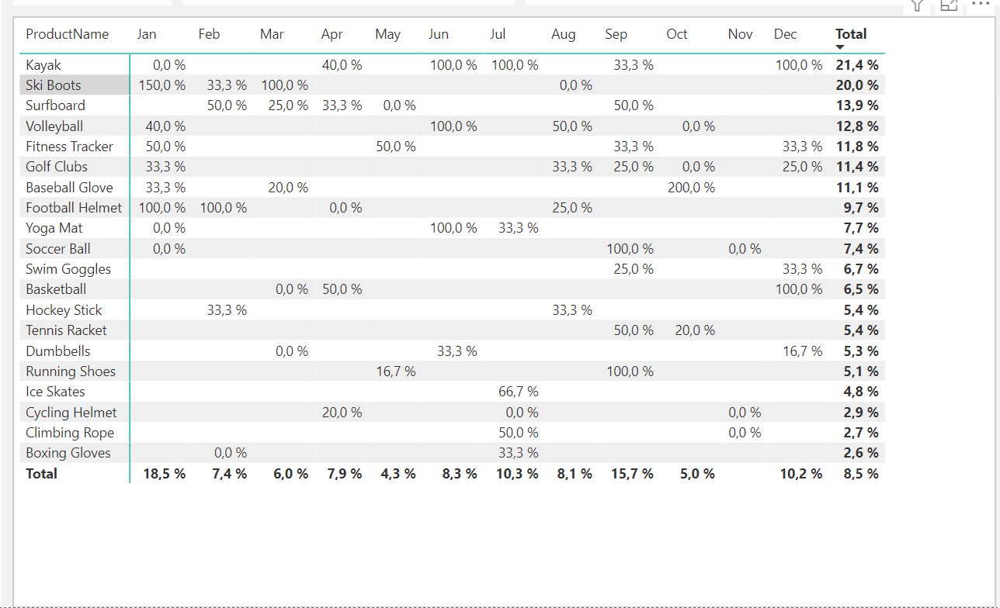 ProductName Jan Feb Mar Apr May Jun Jul Aug Sep Oct Nov Dec Total
Kayak 0,0 % 40,0 % 100,0 % 100,0 % 33,3 % 100,0 % 21,4 %
Ski Boots 150,0 % 33,3 % 100,0 % 0,0 % 20,0 %
Surfboard 50,0 % 25,0 % 33,3 % 0,0 % 50,0 % 13,9 %
Volleyball 40,0 % 100,0 % 50,0 % 0,0 % 12,8 %
Fitness Tracker 50,0 % 50,0 % 33,3 % 33,3 % 11,8 %
Golf Clubs 33,3 % 33,3 % 25,0 % 0,0 % 25,0 % 11,4 %
Baseball Glove 33,3 % 20,0 % 200,0 % 11,1 %
Football Helmet 100,0 % 100,0 % 0,0 % 25,0 % 9,7 %
Yoga Mat 0,0 % 100,0 % 33,3 % 7,7 %
Soccer Ball 0,0 % 100,0 % 0,0 % 7,4 %
Swim Goggles 25,0 % 33,3 % 6,7 %
Basketball 0,0 % 50,0 % 100,0 % 6,5 %
Hockey Stick 33,3 % 33,3 % 5,4 %
Tennis Racket 50,0 % 20,0 % 5,4 %
Dumbbells 0,0 % 33,3 % 16,7 % 5,3 %
Running Shoes 16,7 % 100,0 % 5,1 %
Ice Skates 66,7 % 4,8 %
Cycling Helmet 20,0 % 0,0 % 0,0 % 2,9 %
Climbing Rope 50,0 % 0,0 % 2,7 %
Boxing Gloves 0,0 % 33,3 % 2,6 %
Total 18,5 % 7,4 % 6,0 % 7,9 % 4,3 % 8,3 % 10,3 % 8,1 % 15,7 % 5,0 % 10,2 % 8,5 %